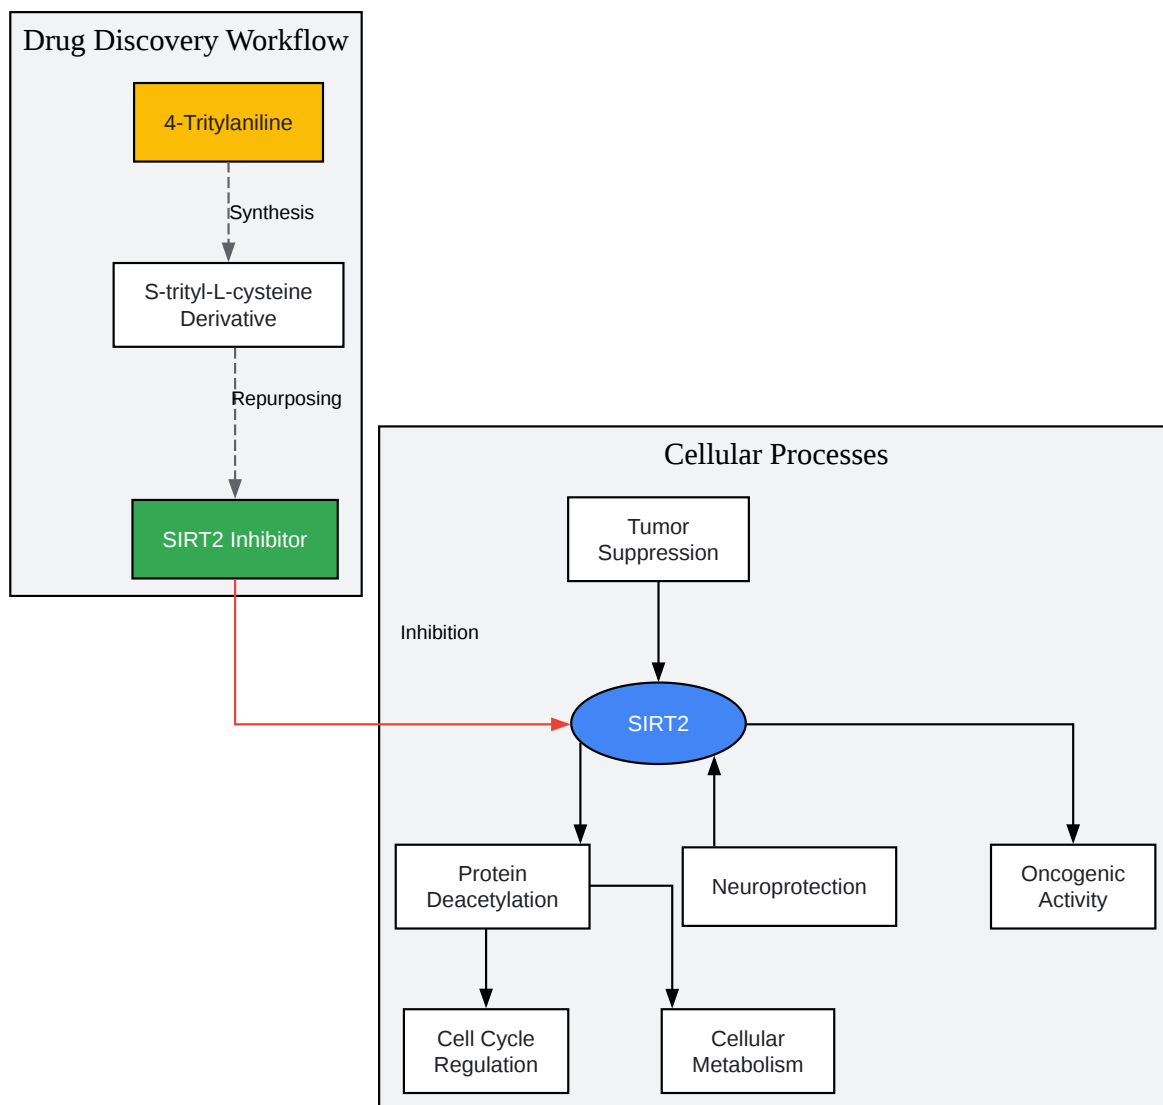 Drug Discovery Workflow
4-Tritylaniline
Synthesis
S-trityl-L-cysteine
Derivative
Repurposing
SIRT2 Inhibitor
Cellular Processes
Tumor
Suppression
Inhibition
SIRT2
Protein
Deacetylation
Neuroprotection
Oncogenic
Activity
Cell Cycle
Regulation
Cellular
Metabolism